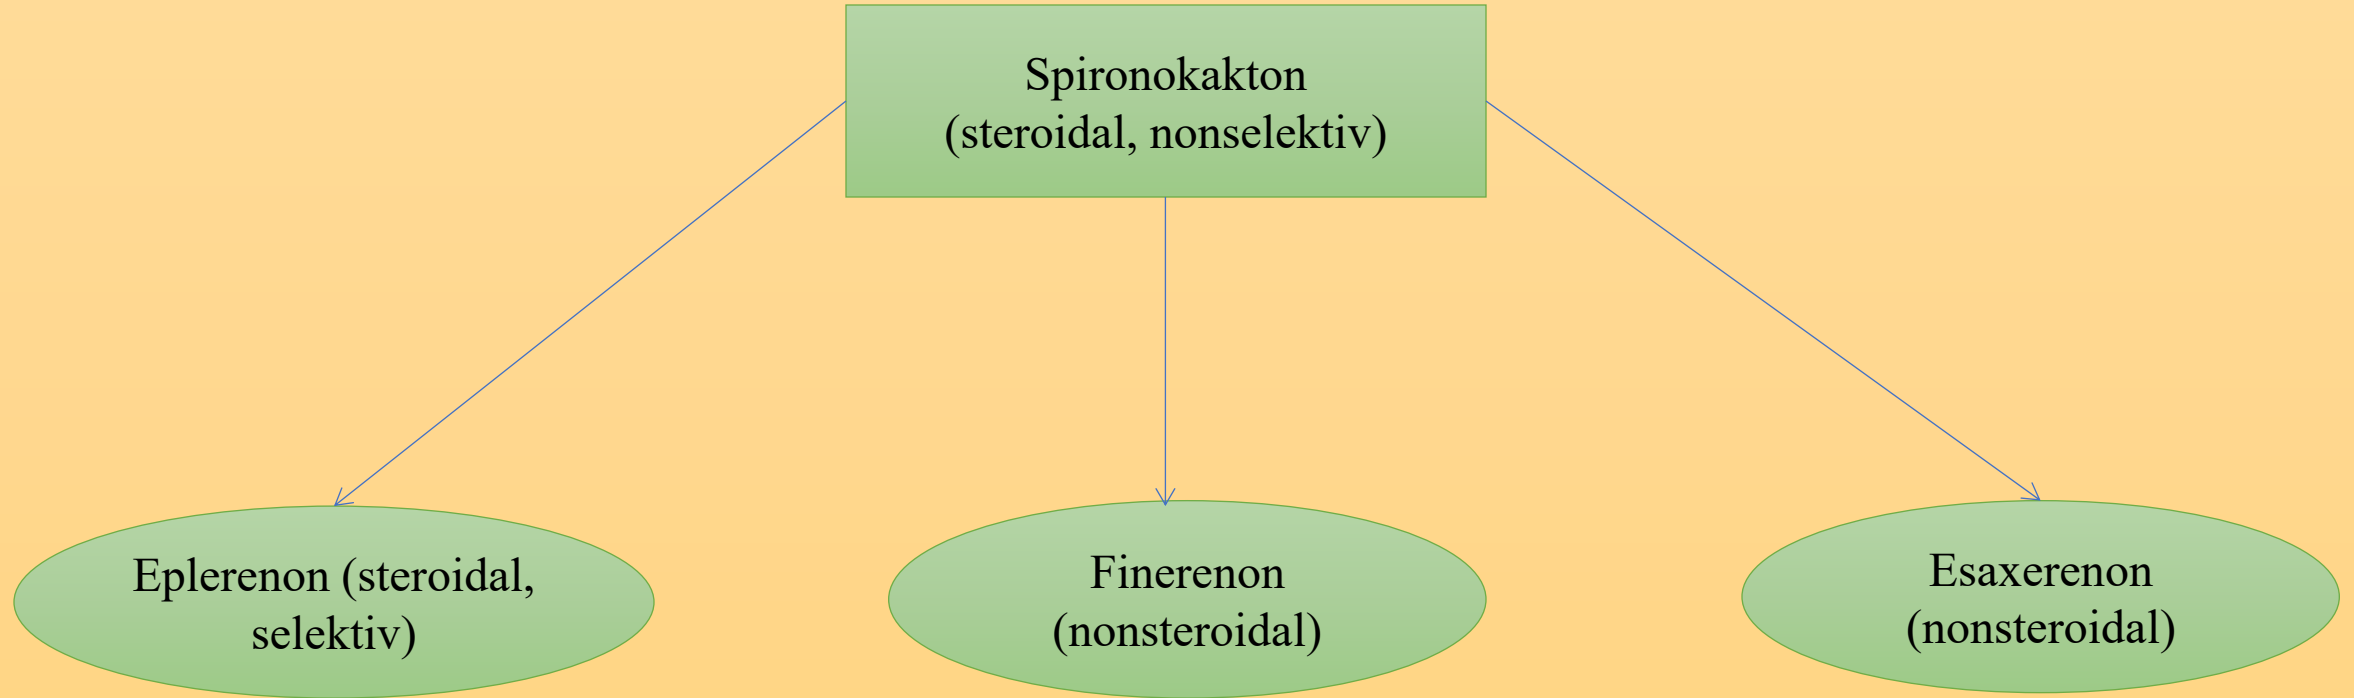 Spironokakton
(steroidal, nonselektiv)
Eplerenon (steroidal,
selektiv)
Finerenon
(nonsteroidal)
Esaxerenon
(nonsteroidal)